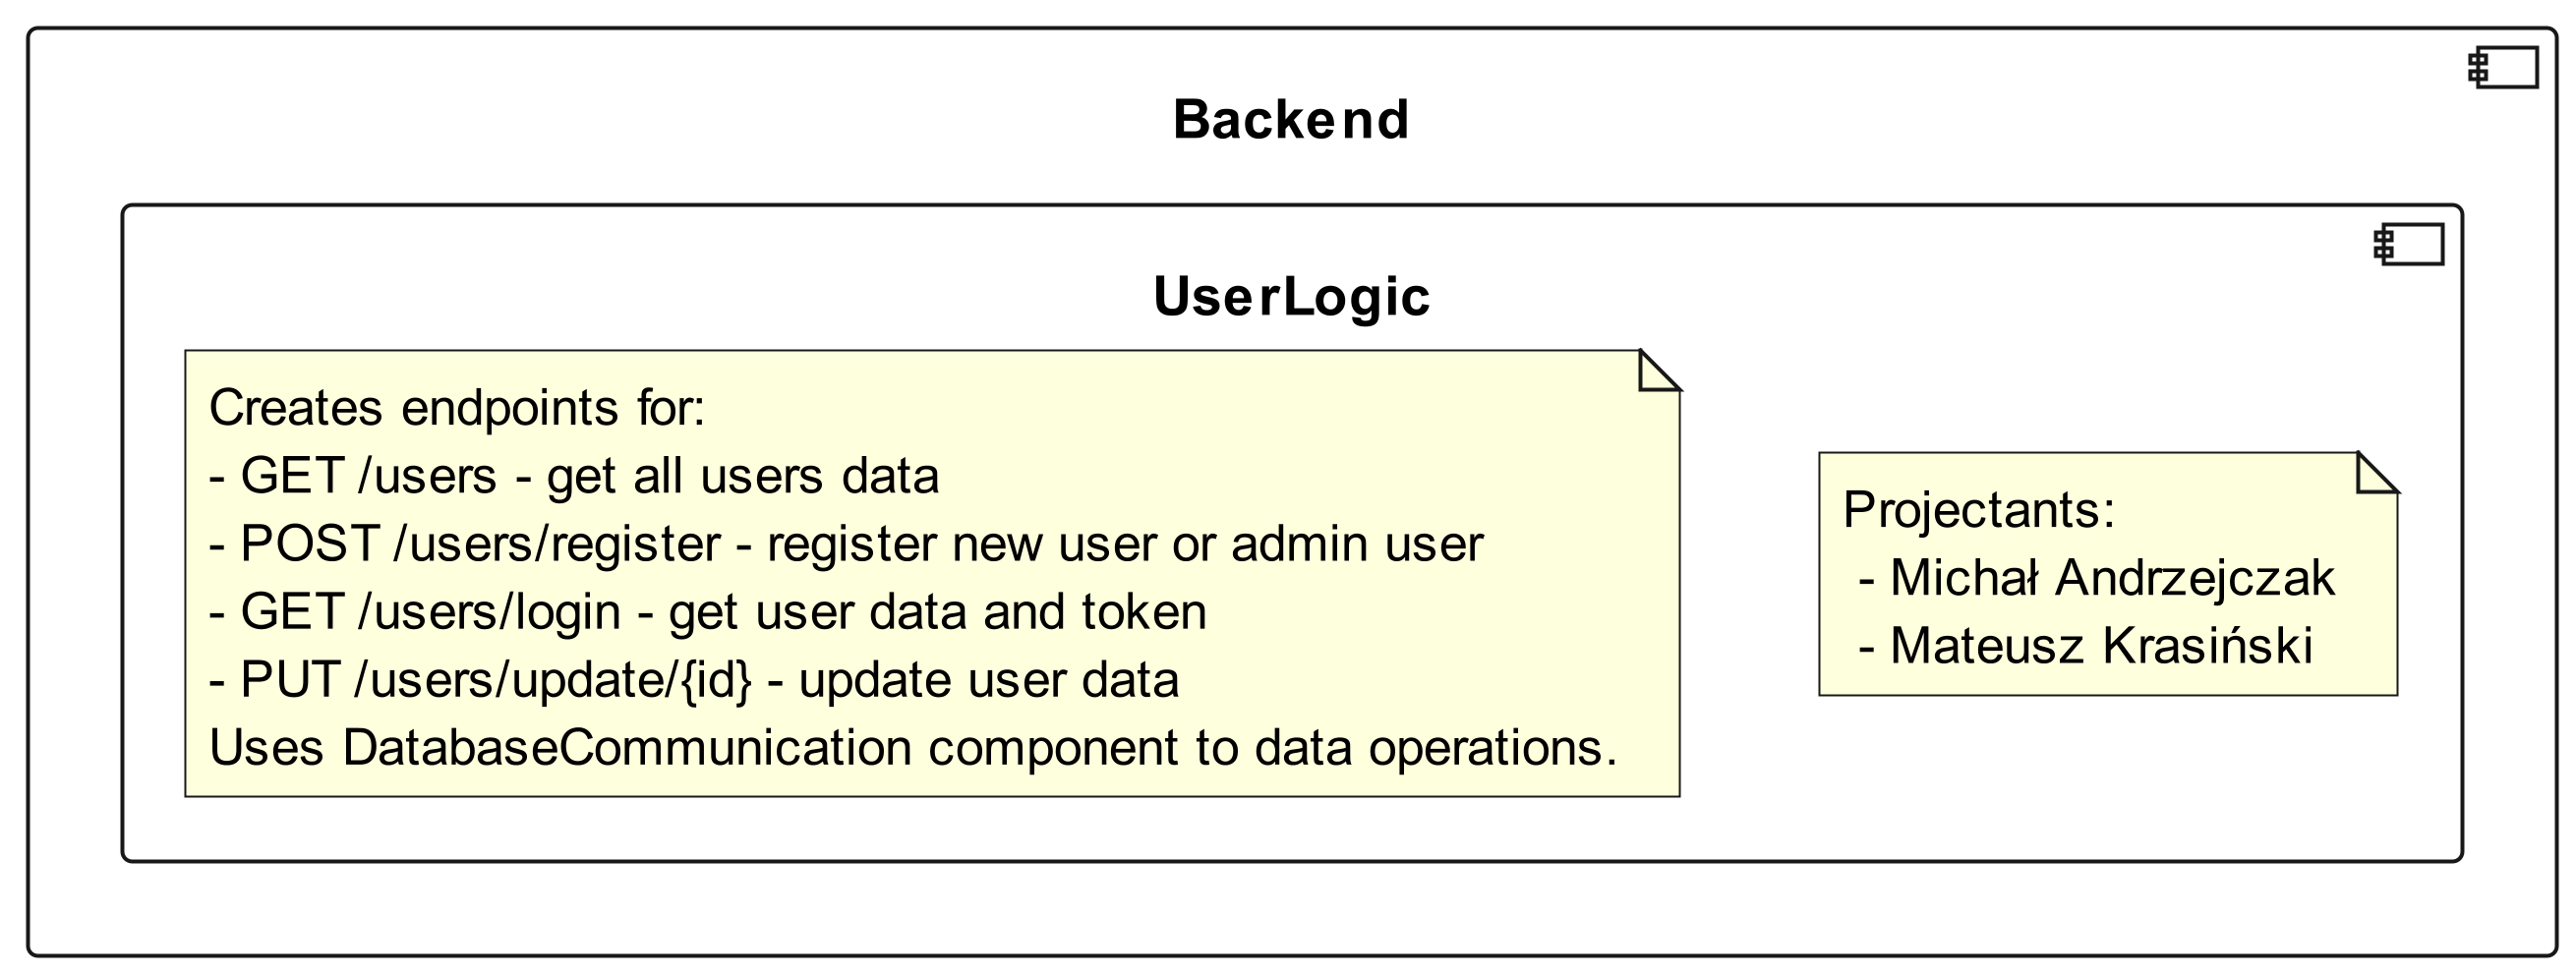 Backend
UserLogic
Creates endpoints for:
- GET /users - get all users data
- POST /users/register - register new user or admin user
- GET /users/login - get user data and token
- PUT /users/update/{id} - update user data
Uses DatabaseCommunication component to data operations.
Projectants:
- Michał Andrzejczak
- Mateusz Krasiński